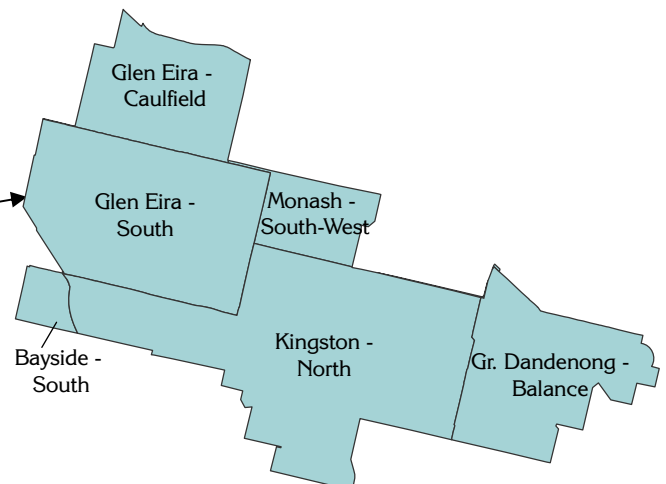 Glen Eira -
Caulfield
Glen Eira -
South
Monash -
South-West
Bayside -
South
Kingston -
North
Gr. Dandenong -
Balance